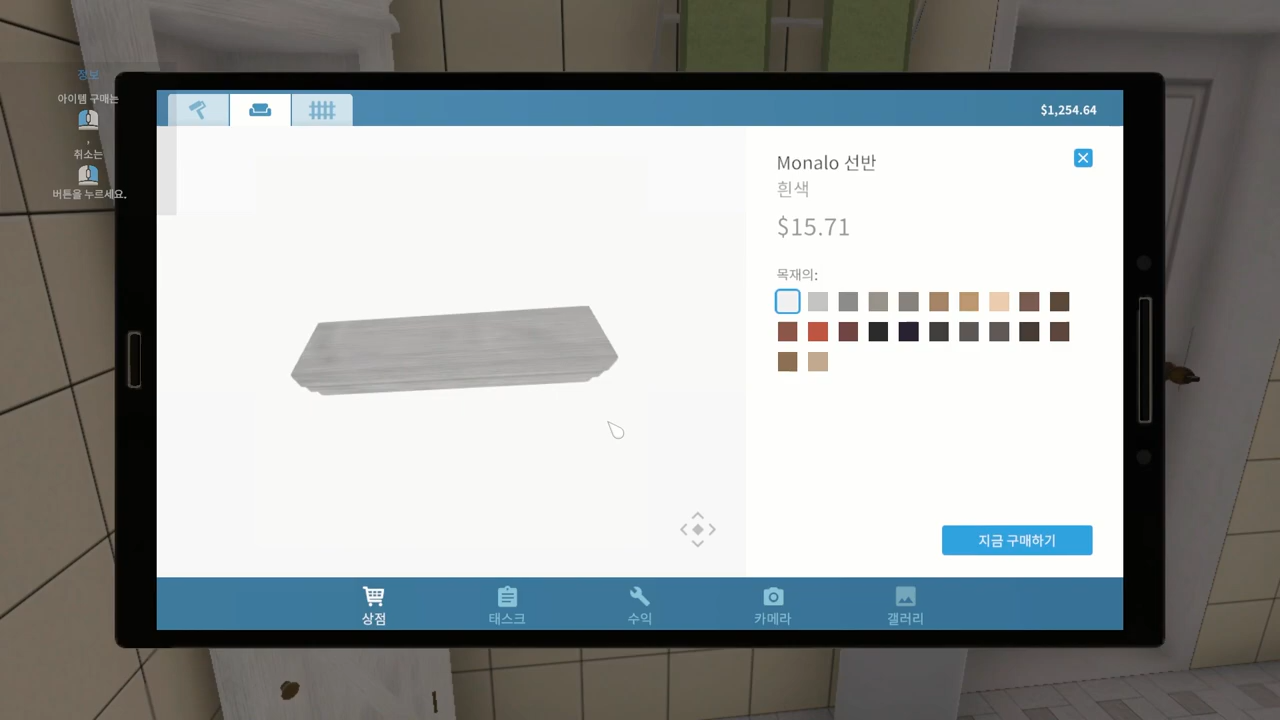 정보
아이템 구매는
,
취소는
버튼을 누르세요.
$1,254.64
Monalo 선반
흰색
$15.71
목재의:
지금 구매하기
상점
태스크
수익
카메라
갤러리